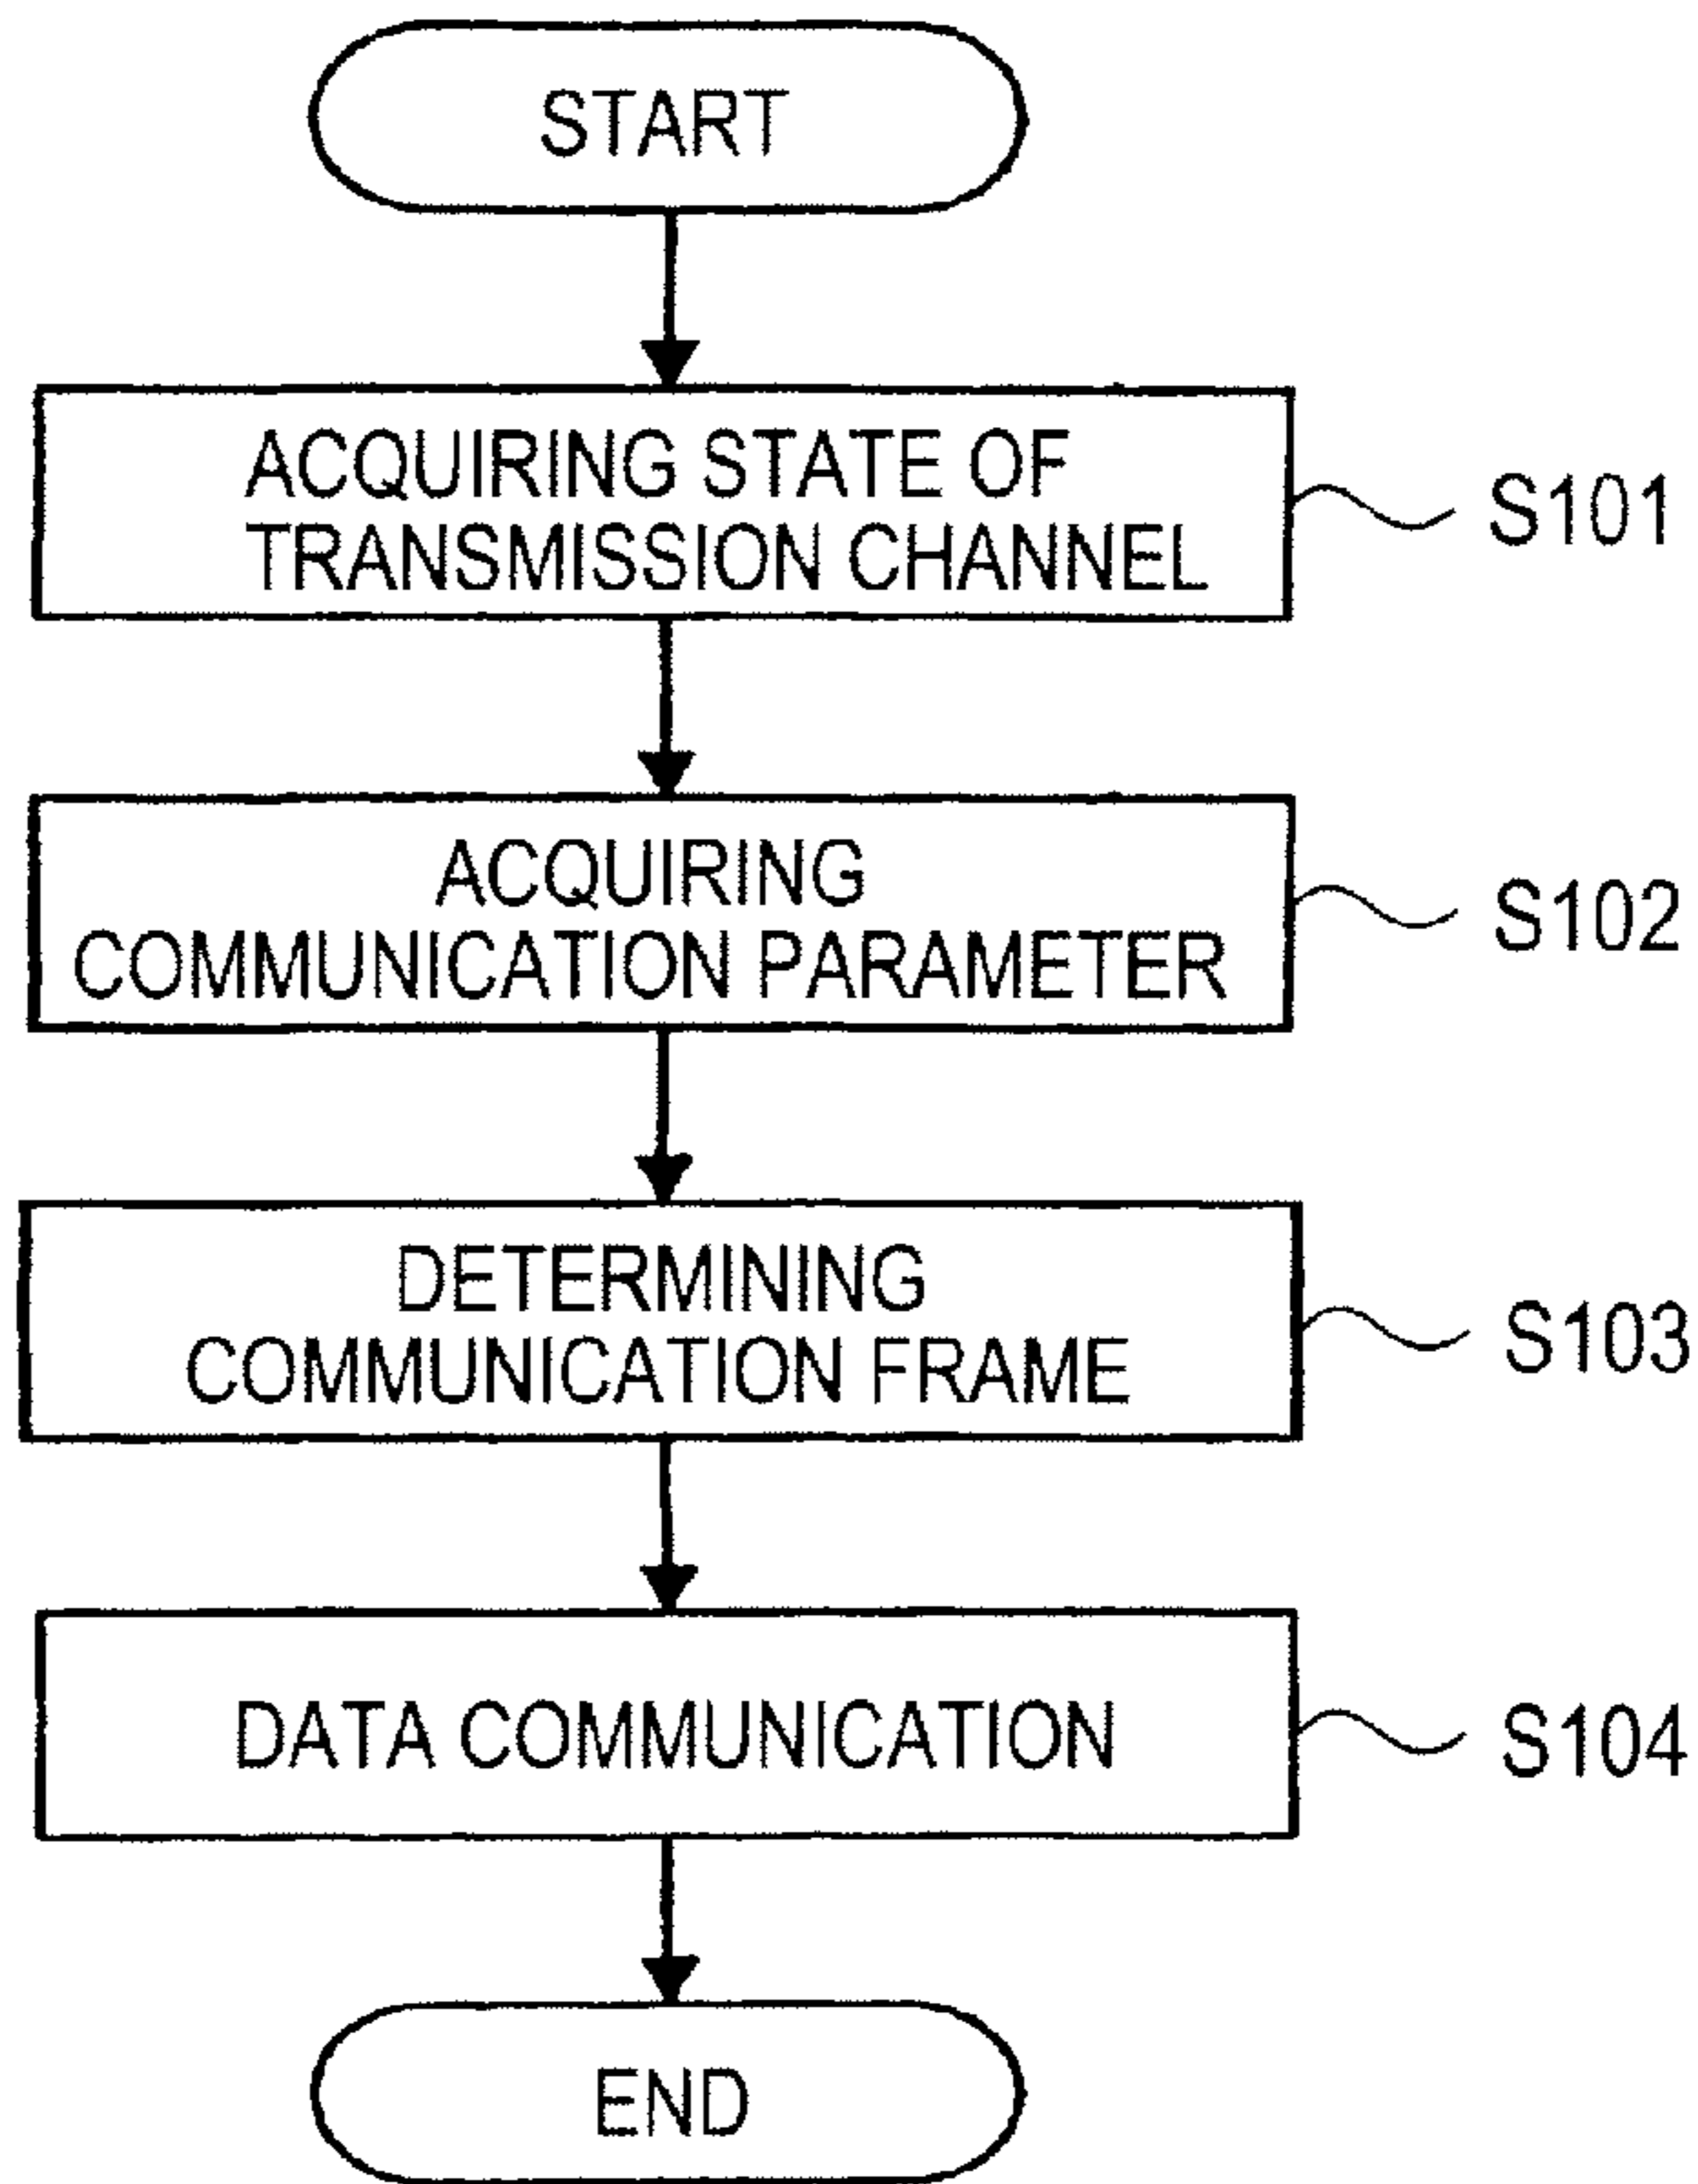 START
ACQUIRING STATE OF
TRANSMISSION CHANNEL
S101
ACQUIRING
COMMUNICATION PARAMETER
S102
DETERMINING
COMMUNICATION FRAME
S103
DATA COMMUNICATION
S104
END